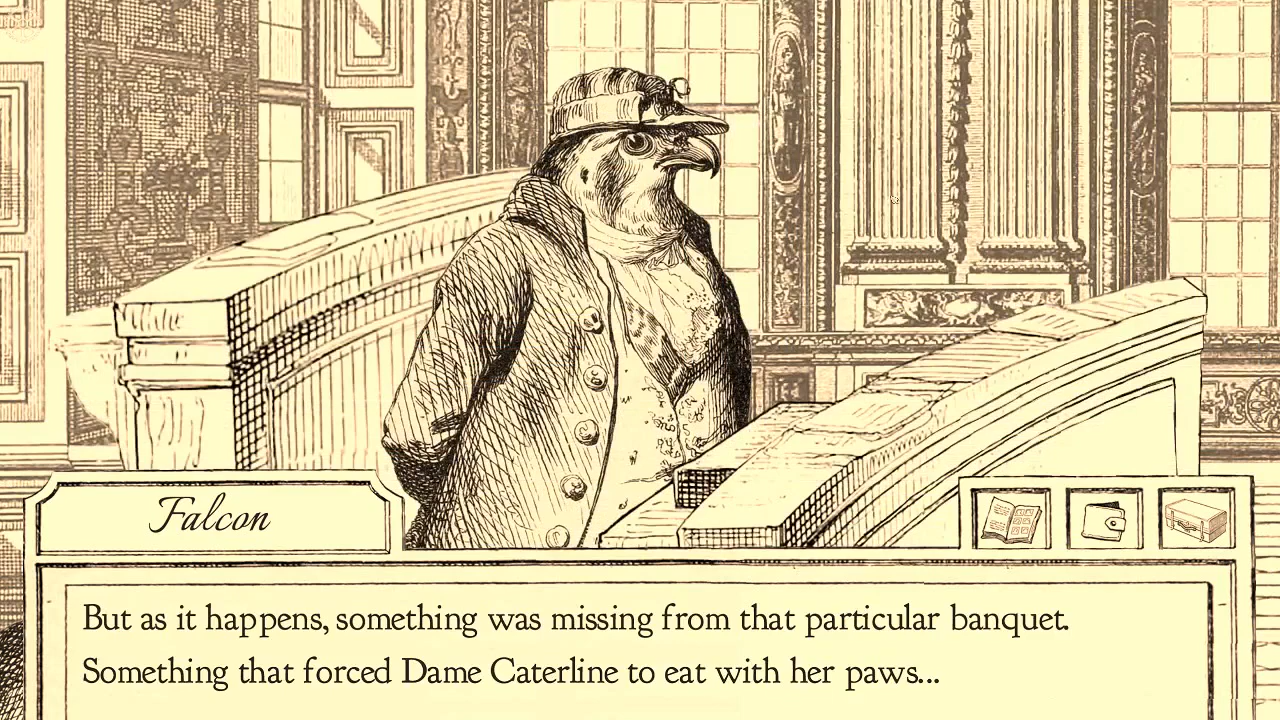 Falcon
But as it happens, something was missing from that particular banquet.
Something that forced Dame Caterline to eat with her paws...